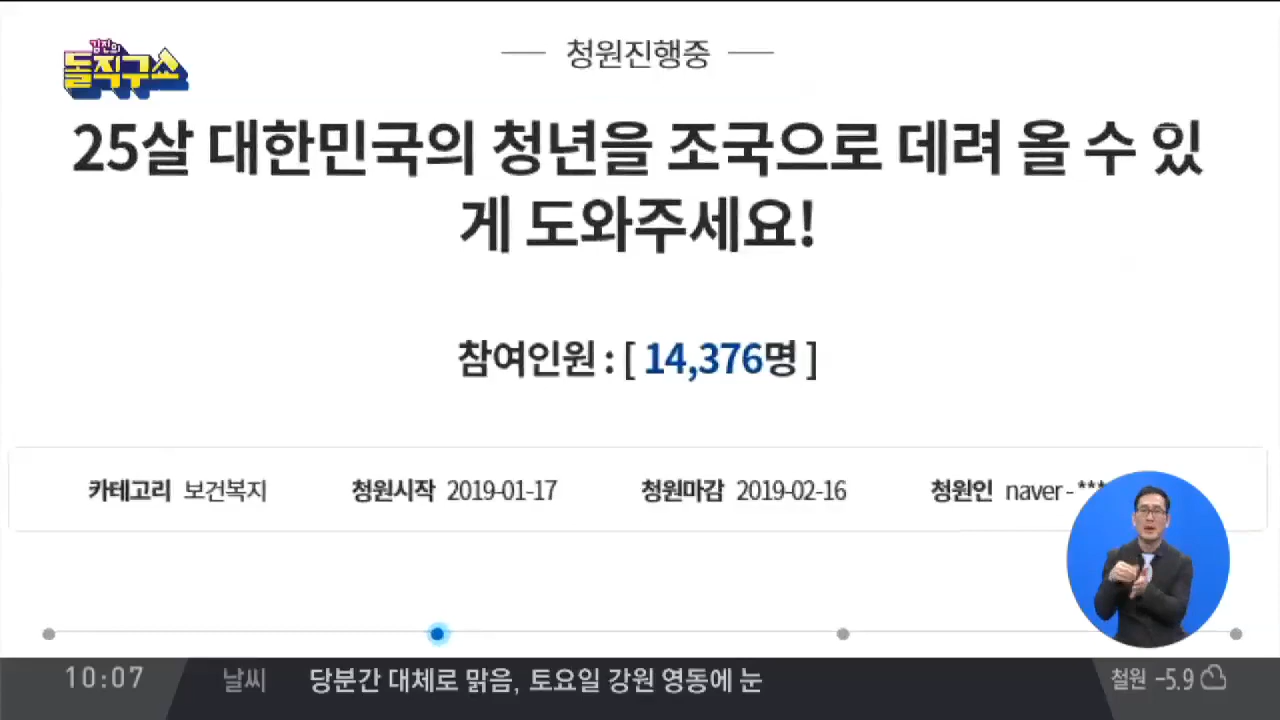 김진의
돌직구쇼
청원진행중
25살 대한민국의 청년을 조국으로 데려 올 수 있
게 도와주세요!
참여인원 : [ 14,376명 ]
카테고리 보건복지 청원시작 2019-01-17 청원마감 2019-02-16 청원인 naver - ***
10:07 날씨 당분간 대체로 맑음, 토요일 강원 영동에 눈 철원 -5.9